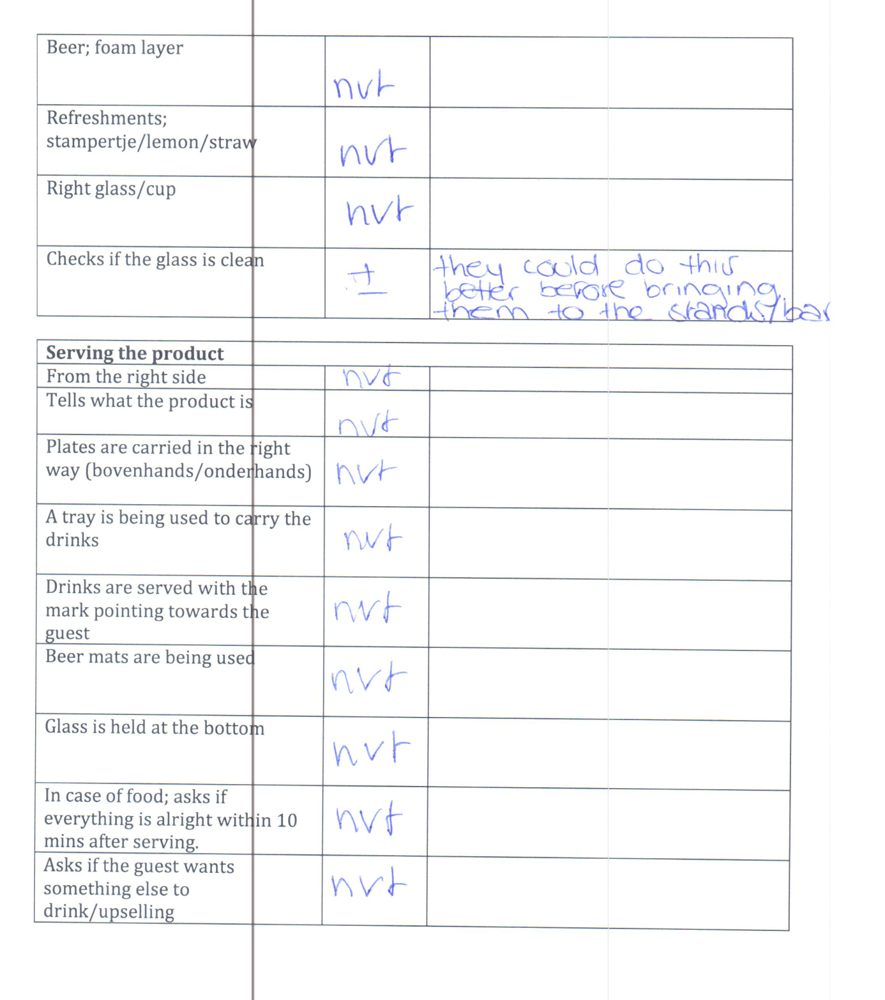 Beer; foam layer
nvt
Refreshments;
stampertje/lemon/straw
nvt
Right glass/cup
nvt
Checks if the glass is clean
±
they could do this
better before bringing
them to the stands/bar
Serving the product
From the right side
nvt
Tells what the product is
nvt
Plates are carried in the right
way (bovenhands/onderhands)
nvt
A tray is being used to carry the
drinks
nvt
Drinks are served with the
mark pointing towards the
guest
nvt
Beer mats are being used
nvt
Glass is held at the bottom
nvt
In case of food; asks if
everything is alright within 10
mins after serving.
nvt
Asks if the guest wants
something else to
drink/upselling
nvt